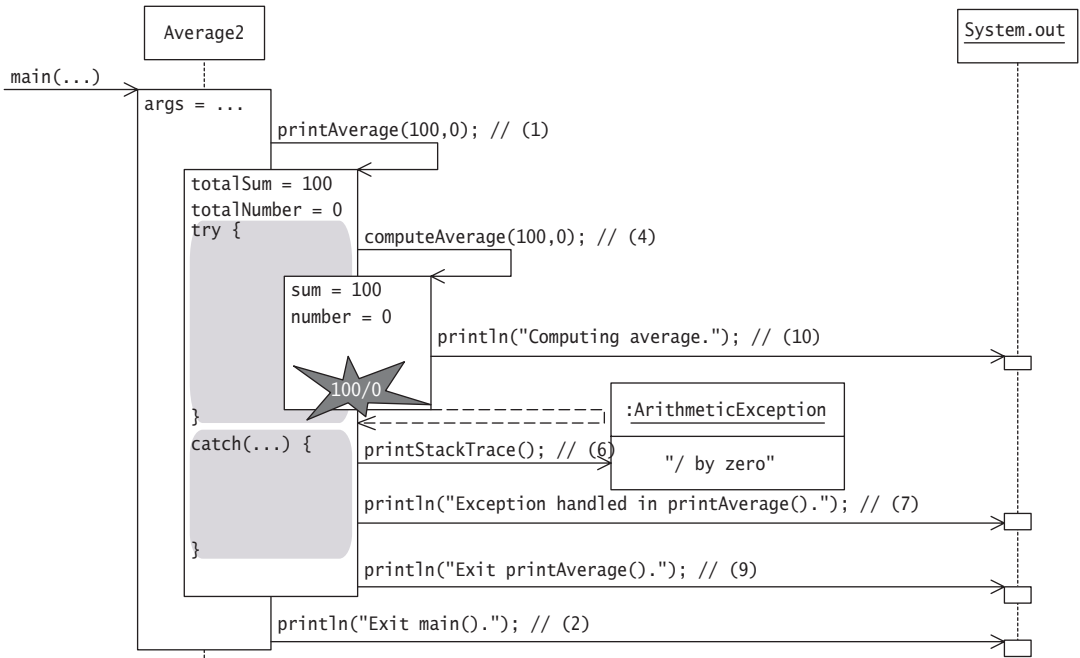 Average2
System.out
main(...)
args = ...
printAverage(100,0); // (1)
totalSum = 100
totalNumber = 0
try {
computeAverage(100,0); // (4)
sum = 100
number = 0
println("Computing average."); // (10)
100/0
}
:ArithmeticException
catch(...) {
printStackTrace(); // (6)
"/ by zero"
println("Exception handled in printAverage()."); // (7)
}
println("Exit printAverage()."); // (9)
println("Exit main()."); // (2)